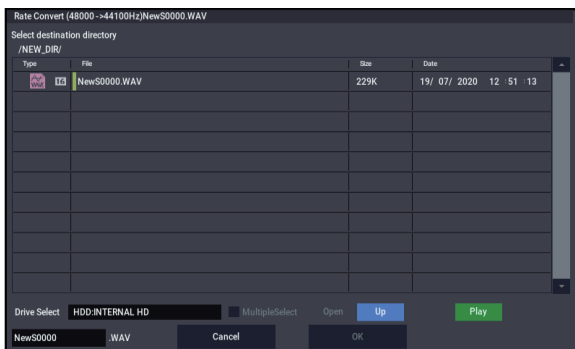 Rate Convert (48000 ->44100Hz)NewS0000.WAV
Select destination directory
/NEW_DIR/
Type File Size Date
WAVE 16 NewS0000.WAV 229K 19/ 07/ 2020 12 : 51 : 13
Drive Select HDD:INTERNAL HD MultipleSelect Open Up Play
NewS0000 .WAV Cancel OK